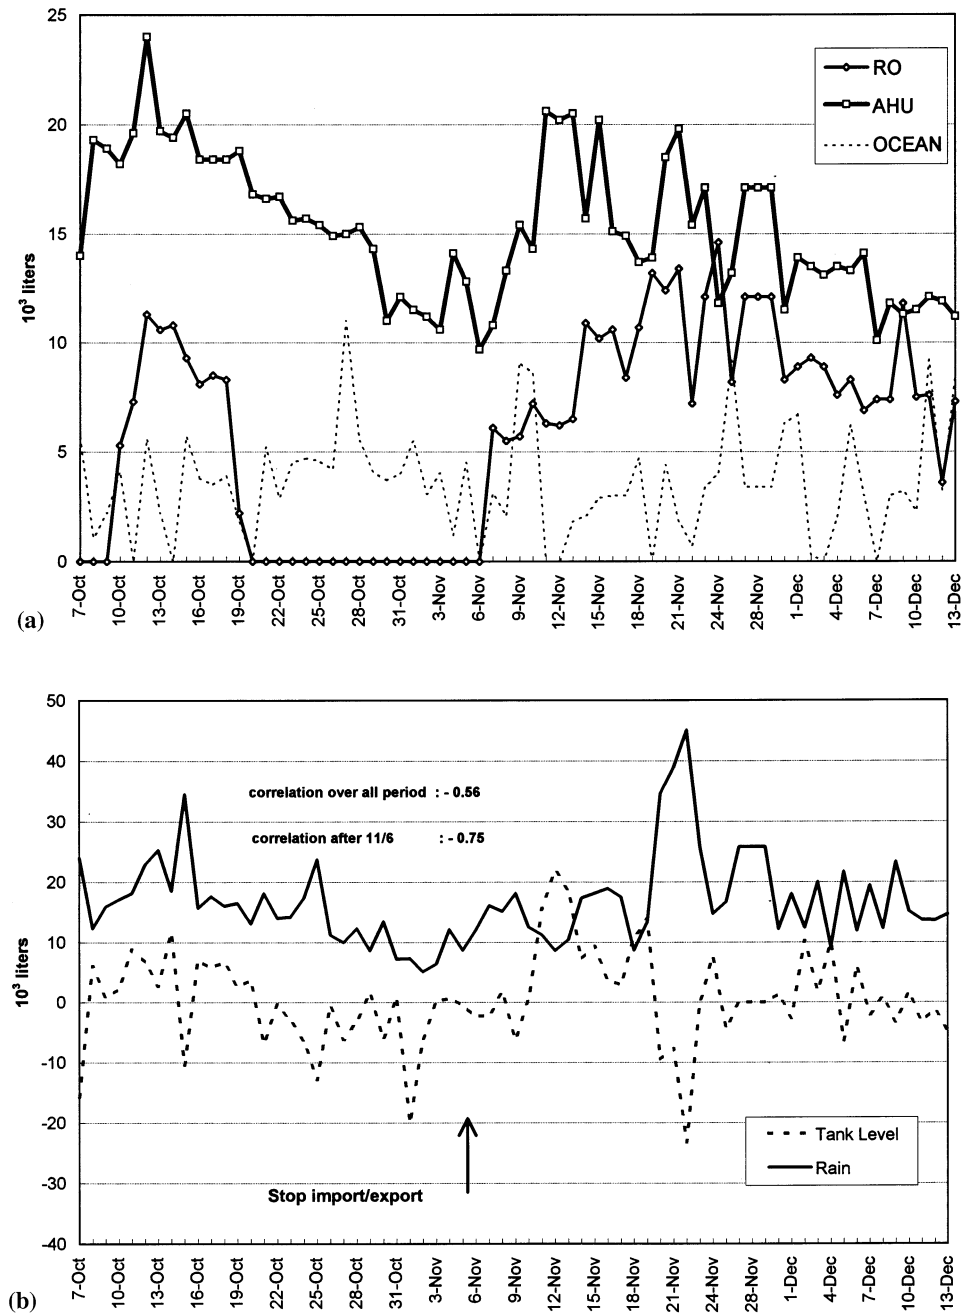 25
20
15
10
5
0
10³ liters
RO
AHU
OCEAN
7-Oct
10-Oct
13-Oct
16-Oct
19-Oct
22-Oct
25-Oct
28-Oct
31-Oct
3-Nov
6-Nov
9-Nov
12-Nov
15-Nov
18-Nov
21-Nov
24-Nov
28-Nov
1-Dec
4-Dec
7-Dec
10-Dec
13-Dec
(a)
50
40
30
20
10
0
-10
-20
-30
-40
10³ liters
correlation over all period : - 0.56
correlation after 11/6 : - 0.75
Stop import/export
Tank Level
Rain
7-Oct
10-Oct
13-Oct
16-Oct
19-Oct
22-Oct
25-Oct
28-Oct
31-Oct
3-Nov
6-Nov
9-Nov
12-Nov
15-Nov
18-Nov
21-Nov
24-Nov
28-Nov
1-Dec
4-Dec
7-Dec
10-Dec
13-Dec
(b)